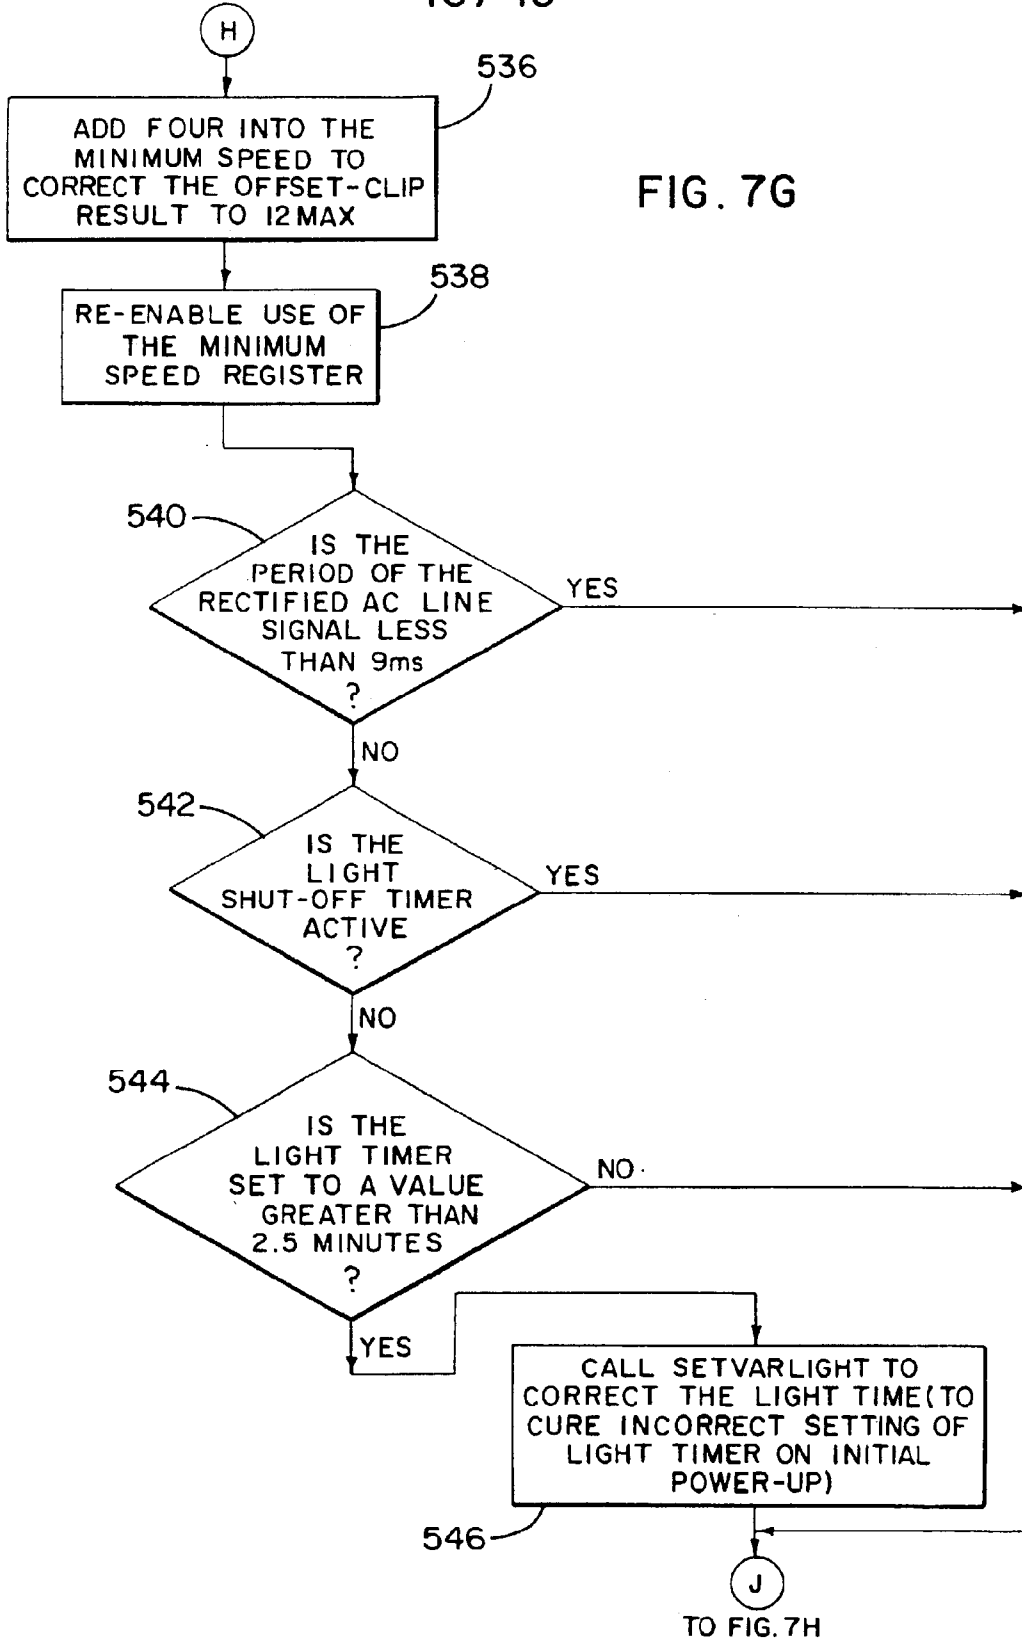 H
536
ADD FOUR INTO THE
MINIMUM SPEED TO
CORRECT THE OFFSET-CLIP
RESULT TO 12 MAX
FIG. 7G
538
RE-ENABLE USE OF
THE MINIMUM
SPEED REGISTER
540
IS THE
PERIOD OF THE
RECTIFIED AC LINE
SIGNAL LESS
THAN 9ms
?
YES
NO
542
IS THE
LIGHT
SHUT-OFF TIMER
ACTIVE
?
YES
NO
544
IS THE
LIGHT TIMER
SET TO A VALUE
GREATER THAN
2.5 MINUTES
?
NO
YES
CALL SETVARLIGHT TO
CORRECT THE LIGHT TIME(TO
CURE INCORRECT SETTING OF
LIGHT TIMER ON INITIAL
POWER-UP)
546
J
TO FIG. 7H